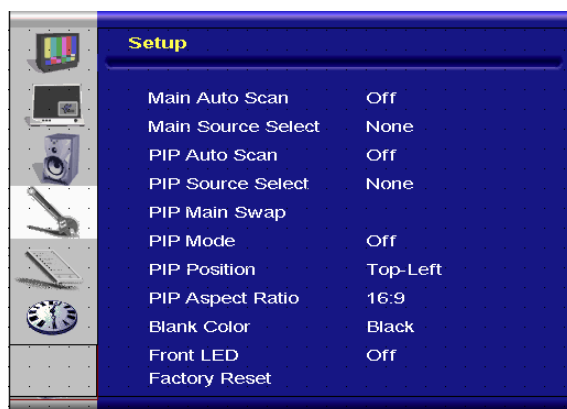 Setup
Main Auto Scan Off
Main Source Select None
PIP Auto Scan Off
PIP Source Select None
PIP Main Swap
PIP Mode Off
PIP Position Top-Left
PIP Aspect Ratio 16:9
Blank Color Black
Front LED Off
Factory Reset